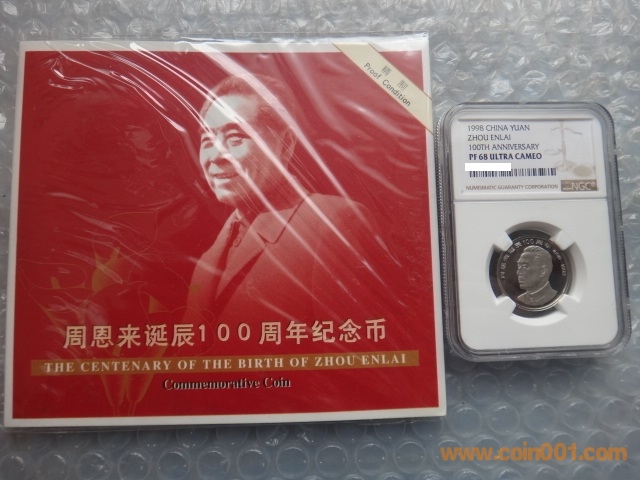 精制
Proof Condition
周恩来诞辰100周年纪念币
THE CENTENARY OF THE BIRTH OF ZHOU ENLAI
Commemorative Coin
1998 CHINA YUAN
ZHOU ENLAI
100TH ANNIVERSARY
PF 68 ULTRA CAMEO
NUMISMATIC GUARANTY CORPORATION
NGC
www.coin001.com